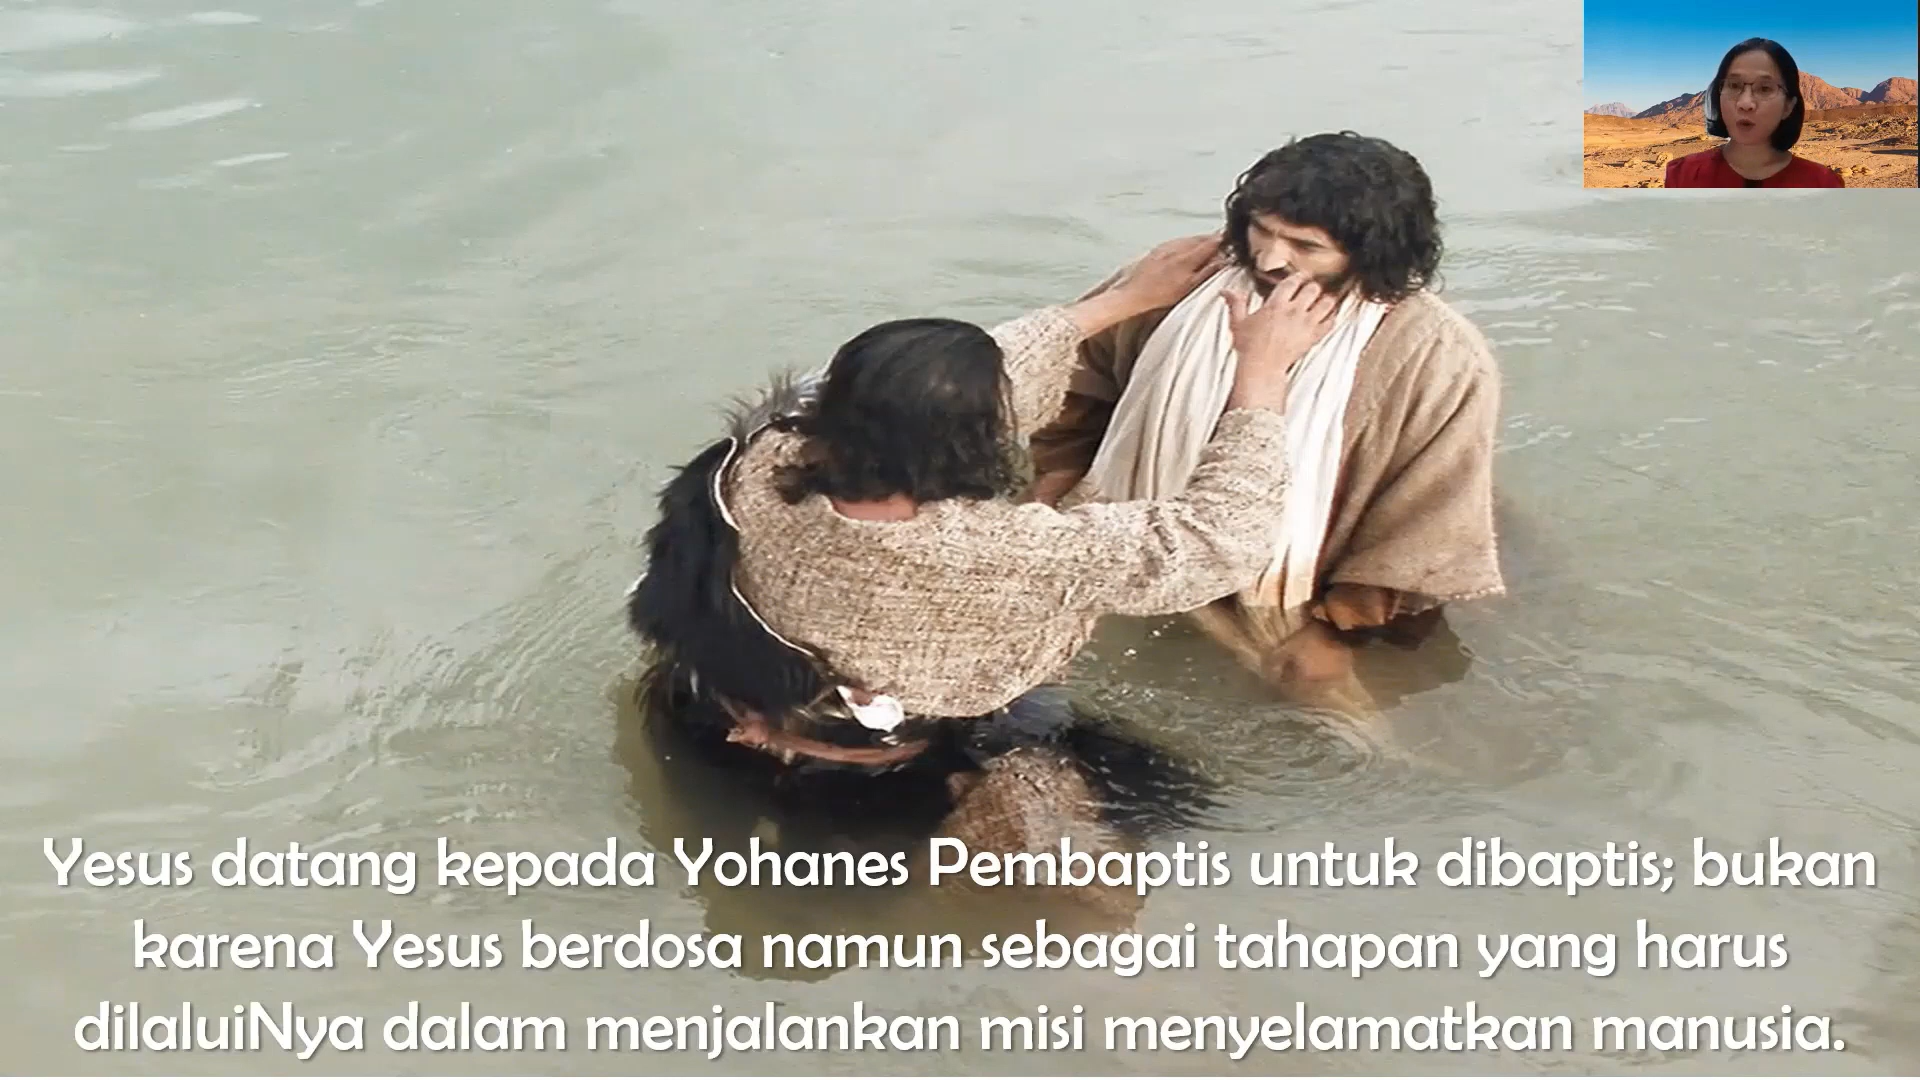 Yesus datang kepada Yohanes Pembaptis untuk dibaptis; bukan
karena Yesus berdosa namun sebagai tahapan yang harus
dilaluiNya dalam menjalankan misi menyelamatkan manusia.